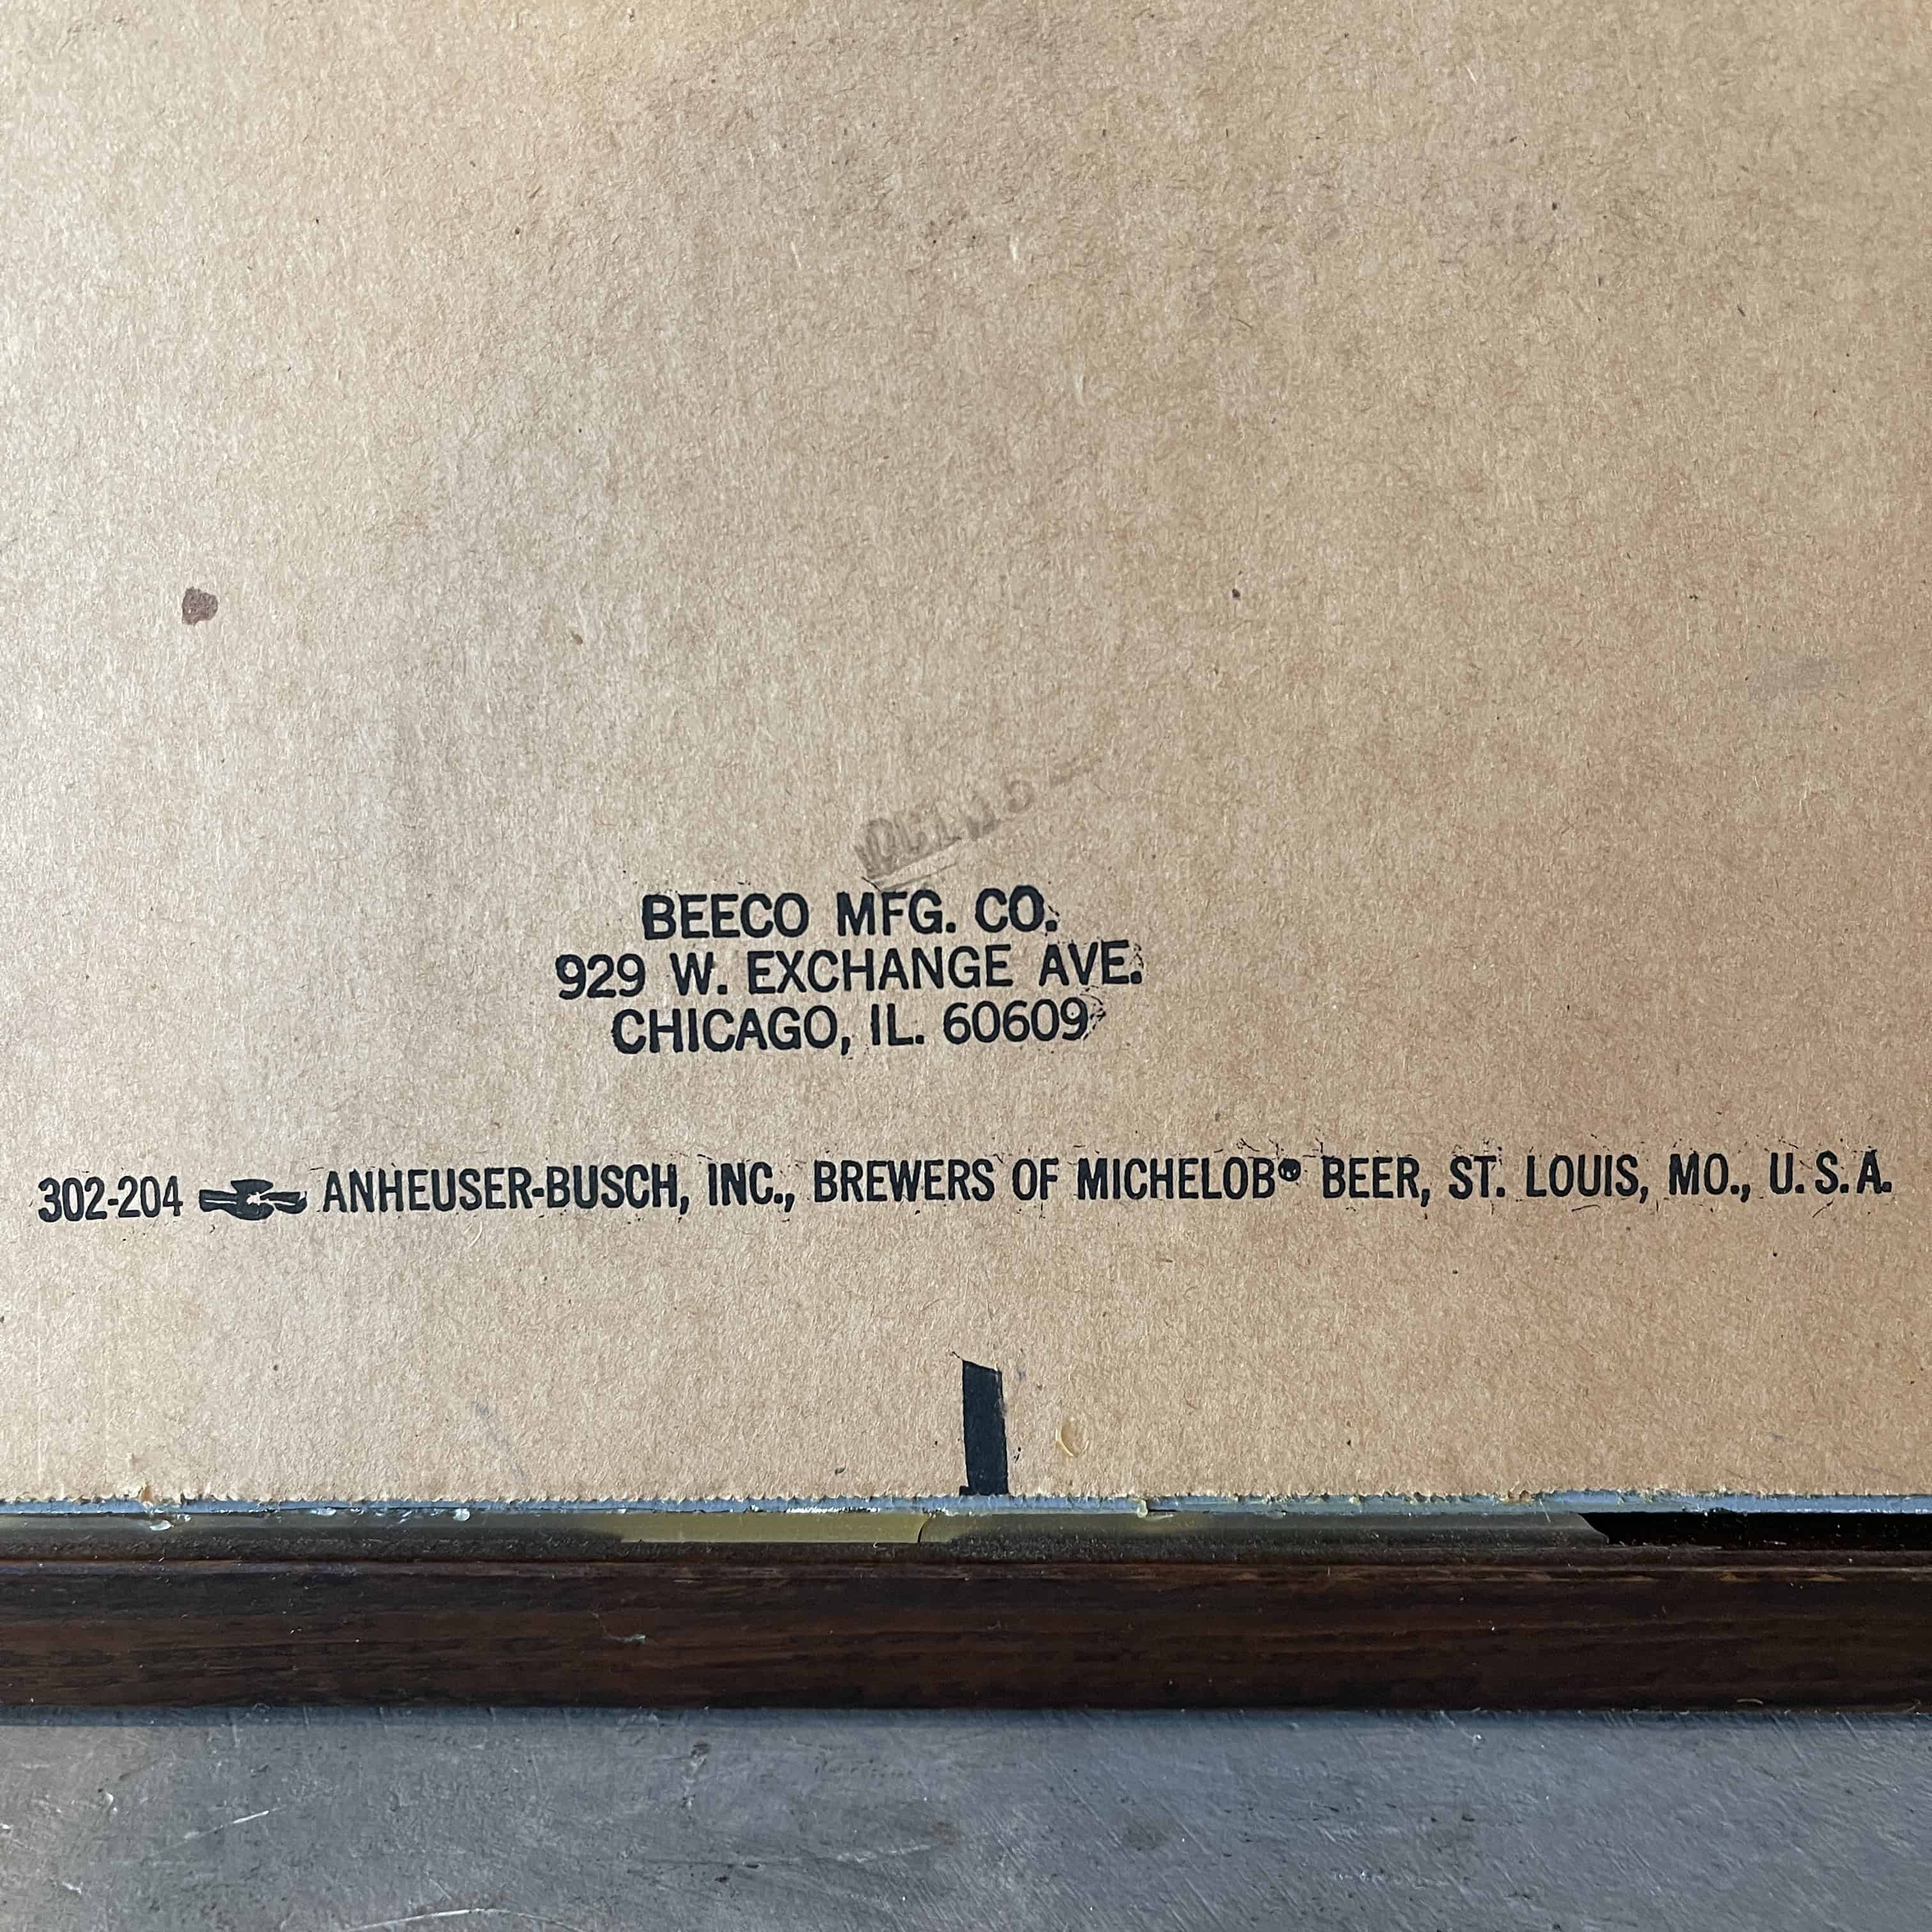 BEECO MFG. CO.
929 W. EXCHANGE AVE.
CHICAGO, IL. 60609
302-204 ANHEUSER-BUSCH, INC., BREWERS OF MICHELOB® BEER, ST. LOUIS, MO., U.S.A.